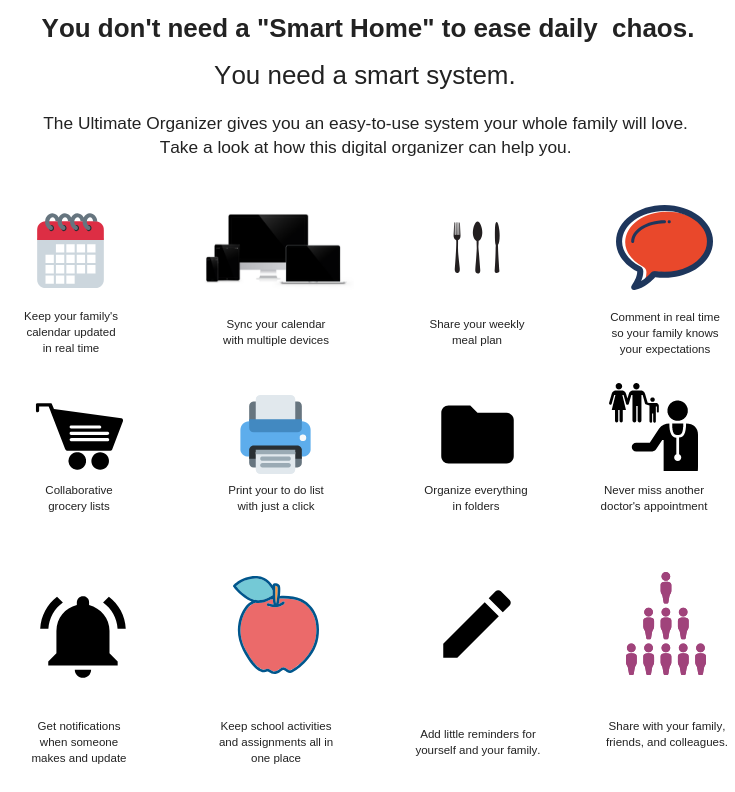 You don't need a "Smart Home" to ease daily  chaos.
You need a smart system.
The Ultimate Organizer gives you an easy-to-use system your whole family will love.
Take a look at how this digital organizer can help you.
Keep your family's
calendar updated
in real time
Sync your calendar
with multiple devices
Share your weekly
meal plan
Comment in real time
so your family knows
your expectations
Collaborative
grocery lists
Print your to do list
with just a click
Organize everything
in folders
Never miss another
doctor's appointment
Get notifications
when someone
makes and update
Keep school activities
and assignments all in
one place
Add little reminders for
yourself and your family.
Share with your family,
friends, and colleagues.